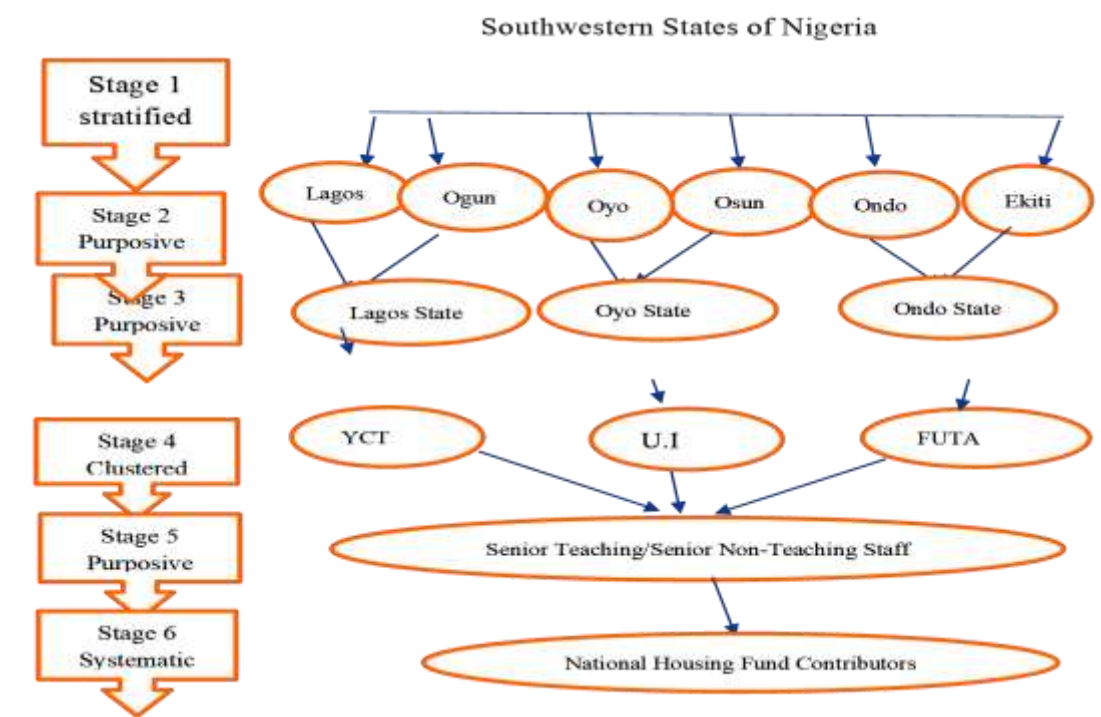 Southwestern States of Nigeria
Stage 1
stratified
Lagos
Ogun
Oyo
Osun
Ondo
Ekiti
Stage 2
Purposive
Stage 3
Purposive
Lagos State
Oyo State
Ondo State
Stage 4
Clustered
YCT
U.I
FUTA
Stage 5
Purposive
Senior Teaching/Senior Non-Teaching Staff
Stage 6
Systematic
National Housing Fund Contributors